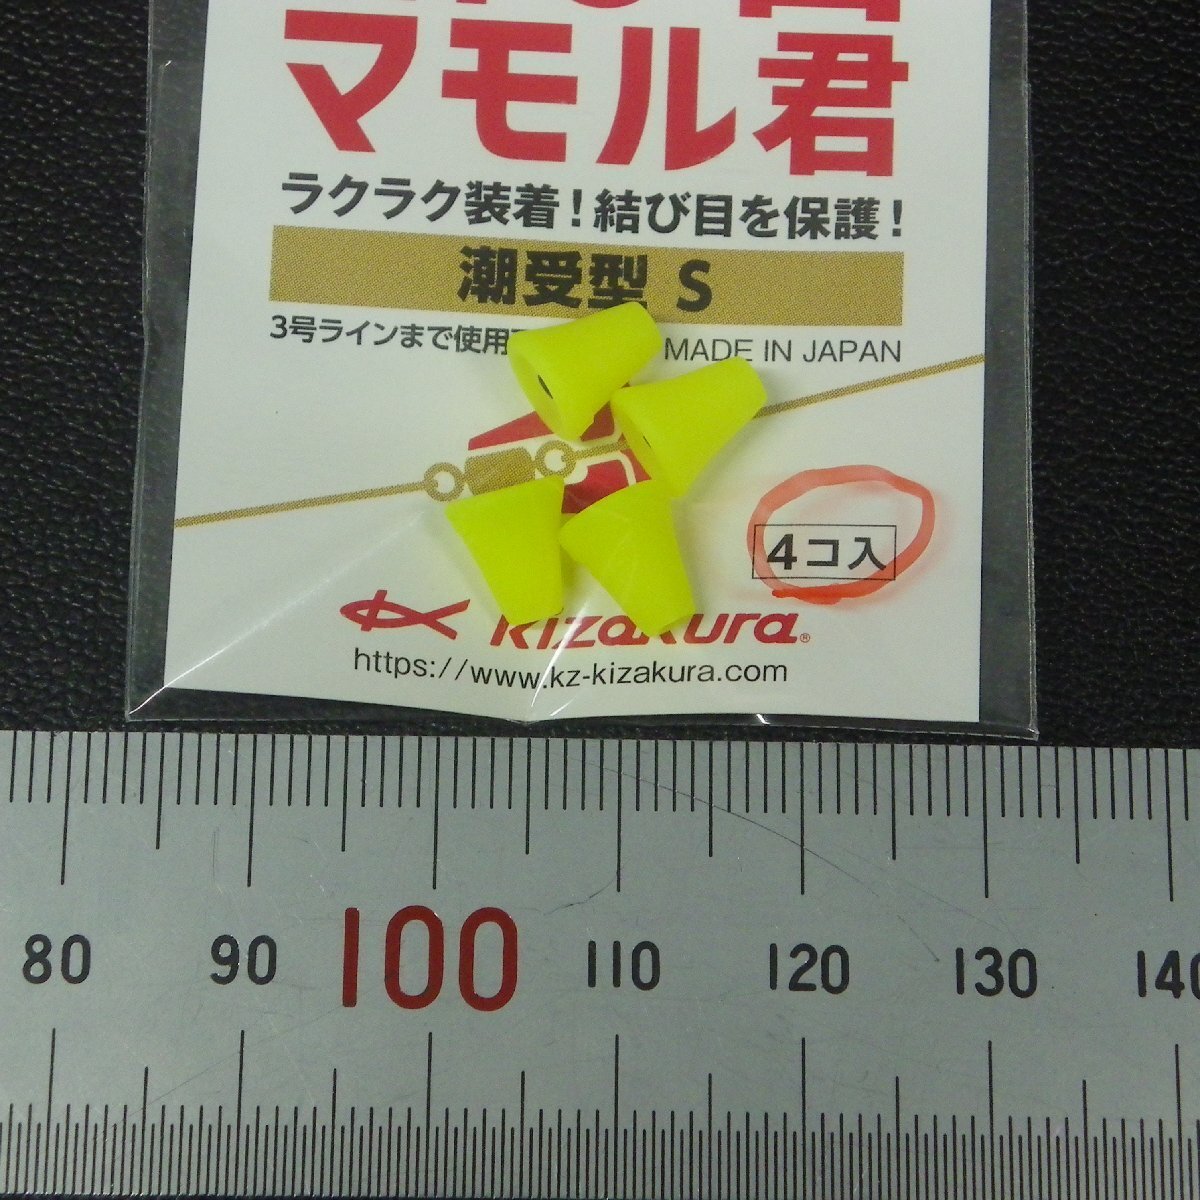 マモル君
ラクラク装着!結び目を保護!
潮受型 S
3号ラインまで使用
MADE IN JAPAN
4コ入
Kizakura®
https://www.kz-kizakura.com
80 90 100 110 120 130 140